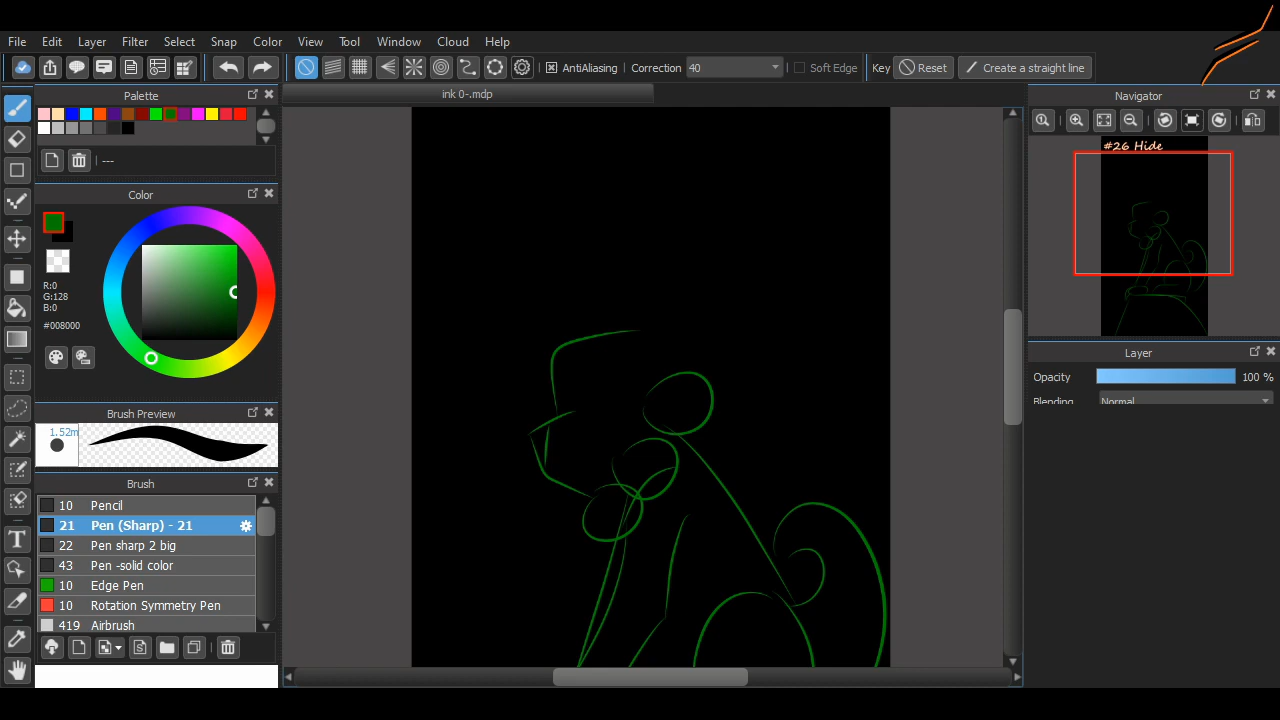 File Edit Layer Filter Select Snap Color View Tool Window Cloud Help
AntiAliasing Correction 40 Soft Edge Key Reset Create a straight line
Palette
ink 0-.mdp
Navigator
---
#26 Hide
Color
R:0
G:128
B:0
#008000
Layer
Opacity 100 %
Blending Normal
Brush Preview
1.52m
Brush
10 Pencil
21 Pen (Sharp) - 21
22 Pen sharp 2 big
43 Pen -solid color
10 Edge Pen
10 Rotation Symmetry Pen
419 Airbrush